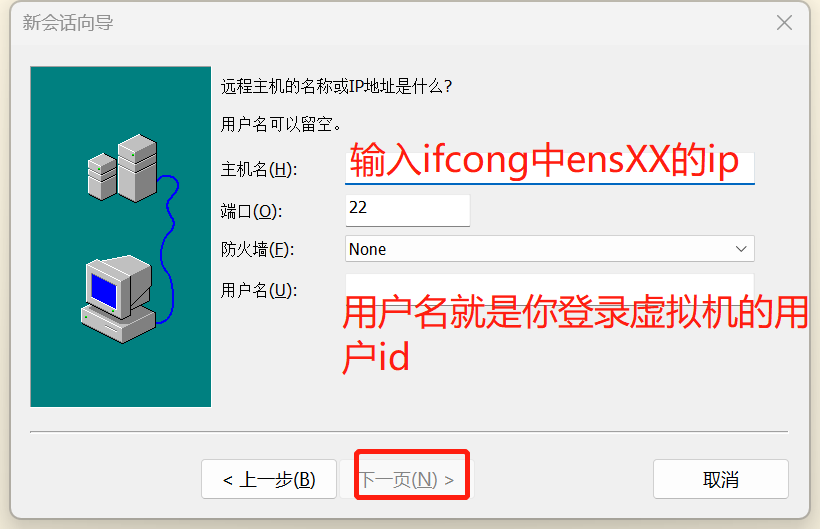 新会话向导
远程主机的名称或IP地址是什么?
用户名可以留空。
主机名(H):
输入ifcong中ensXX的ip
端口(O):
22
防火墙(F):
None
用户名(U):
用户名就是你登录虚拟机的用
户id
< 上一步(B)
下一页(N) >
取消